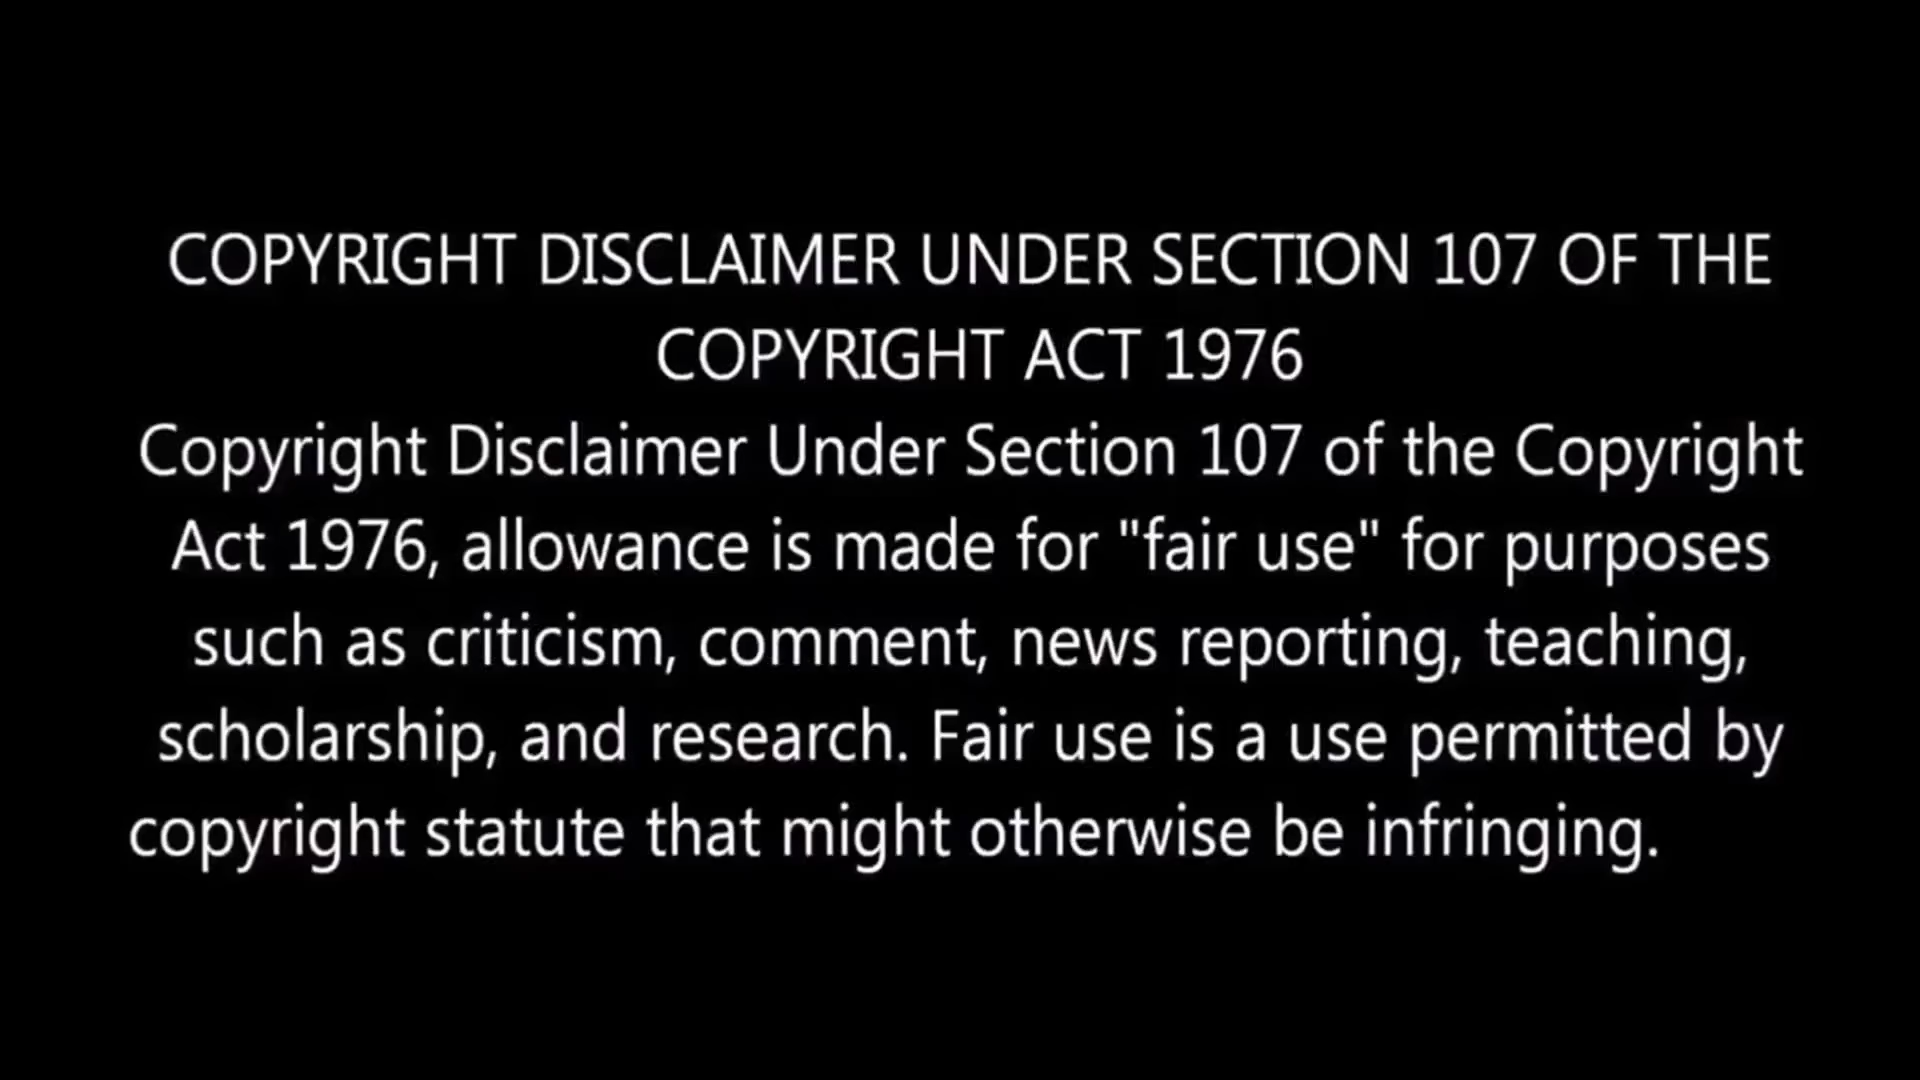 COPYRIGHT DISCLAIMER UNDER SECTION 107 OF THE
COPYRIGHT ACT 1976
Copyright Disclaimer Under Section 107 of the Copyright
Act 1976, allowance is made for "fair use" for purposes
such as criticism, comment, news reporting, teaching,
scholarship, and research. Fair use is a use permitted by
copyright statute that might otherwise be infringing.